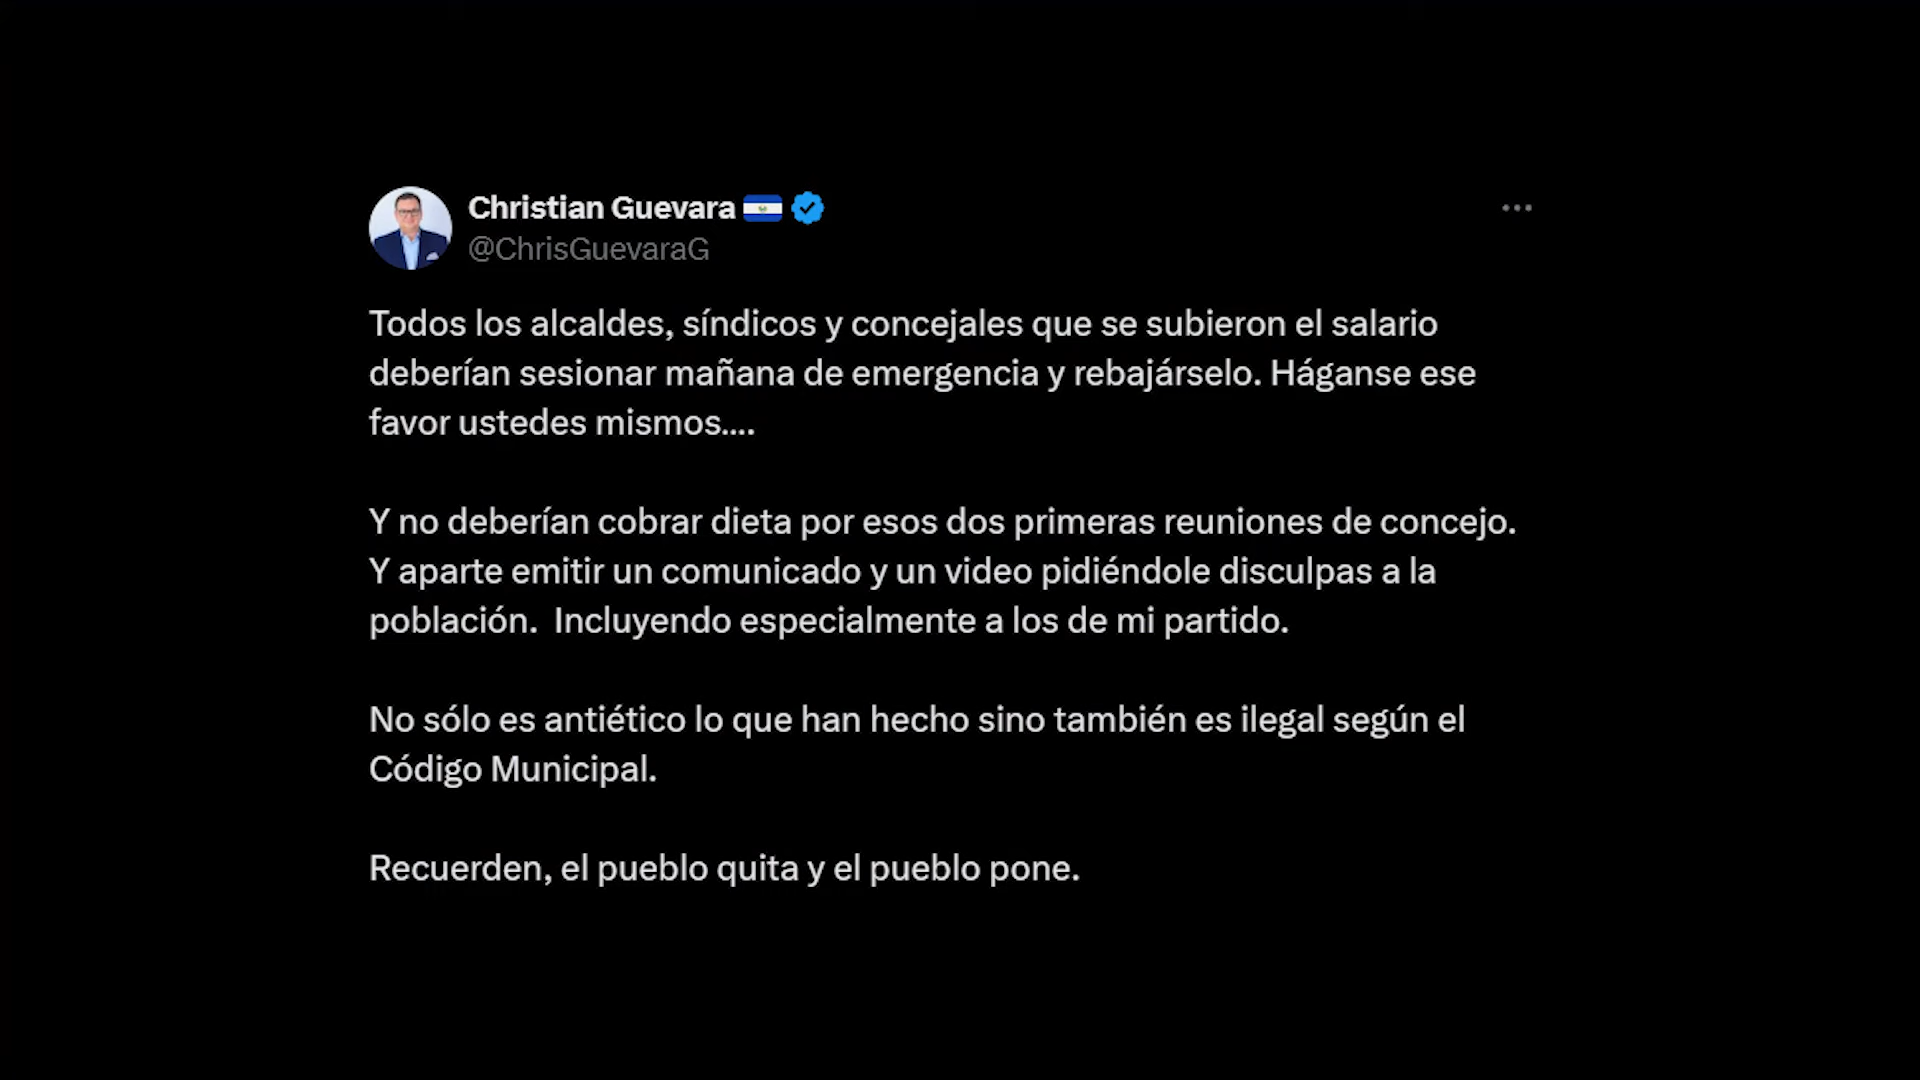 Christian Guevara
@ChrisGuevaraG
Todos los alcaldes, síndicos y concejales que se subieron el salario
deberían sesionar mañana de emergencia y rebajárselo. Háganse ese
favor ustedes mismos....
Y no deberían cobrar dieta por esos dos primeras reuniones de concejo.
Y aparte emitir un comunicado y un video pidiéndole disculpas a la
población.  Incluyendo especialmente a los de mi partido.
No sólo es antiético lo que han hecho sino también es ilegal según el
Código Municipal.
Recuerden, el pueblo quita y el pueblo pone.